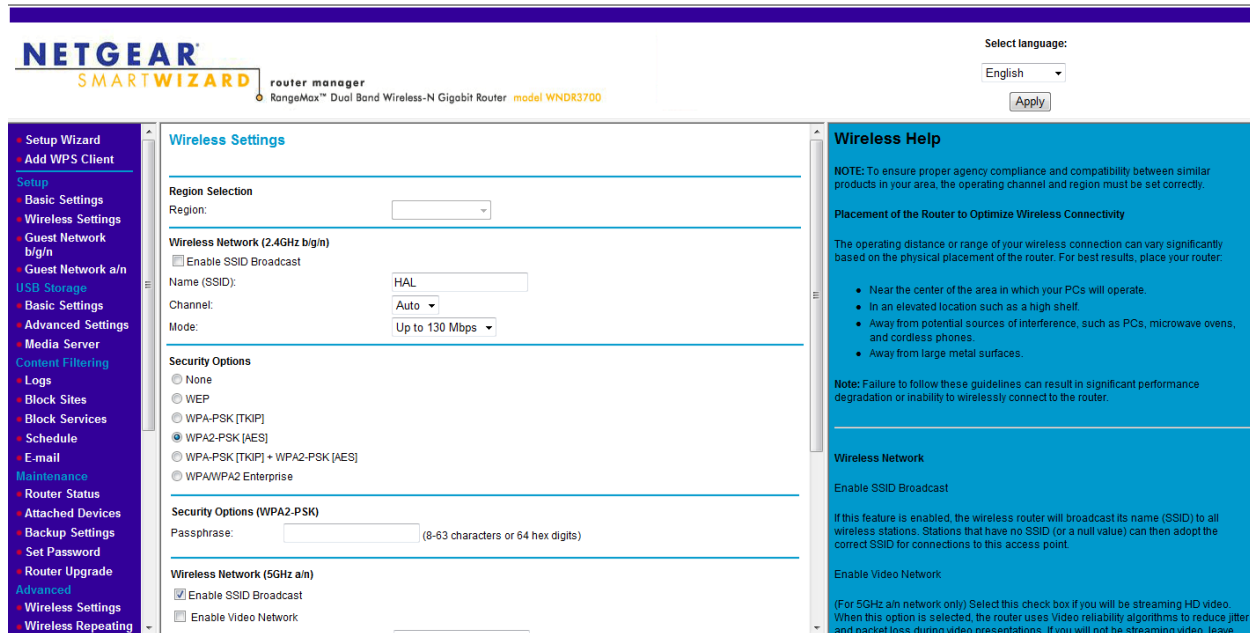 NETGEAR
SMARTWIZARD router manager
RangeMax™ Dual Band Wireless-N Gigabit Router model WNDR3700
Select language:
English
Apply
Setup Wizard
Add WPS Client
Setup
Basic Settings
Wireless Settings
Guest Network
b/g/n
Guest Network a/n
USB Storage
Basic Settings
Advanced Settings
Media Server
Content Filtering
Logs
Block Sites
Block Services
Schedule
E-mail
Maintenance
Router Status
Attached Devices
Backup Settings
Set Password
Router Upgrade
Advanced
Wireless Settings
Wireless Repeating
Wireless Settings
Region Selection
Region:
Wireless Network (2.4GHz b/g/n)
Enable SSID Broadcast
Name (SSID): HAL
Channel: Auto
Mode: Up to 130 Mbps
Security Options
None
WEP
WPA-PSK [TKIP]
WPA2-PSK [AES]
WPA-PSK [TKIP] + WPA2-PSK [AES]
WPA/WPA2 Enterprise
Security Options (WPA2-PSK)
Passphrase: (8-63 characters or 64 hex digits)
Wireless Network (5GHz a/n)
Enable SSID Broadcast
Enable Video Network
Wireless Help
NOTE: To ensure proper agency compliance and compatibility between similar
products in your area, the operating channel and region must be set correctly.
Placement of the Router to Optimize Wireless Connectivity
The operating distance or range of your wireless connection can vary significantly
based on the physical placement of the router. For best results, place your router:
Near the center of the area in which your PCs will operate.
In an elevated location such as a high shelf.
Away from potential sources of interference, such as PCs, microwave ovens,
and cordless phones.
Away from large metal surfaces.
Note: Failure to follow these guidelines can result in significant performance
degradation or inability to wirelessly connect to the router.
Wireless Network
Enable SSID Broadcast
If this feature is enabled, the wireless router will broadcast its name (SSID) to all
wireless stations. Stations that have no SSID (or a null value) can then adopt the
correct SSID for connections to this access point.
Enable Video Network
(For 5GHz a/n network only) Select this check box if you will be streaming HD video.
When this option is selected, the router uses Video reliability algorithms to reduce jitter
and packet loss during video presentations. If you will not be streaming video, leave